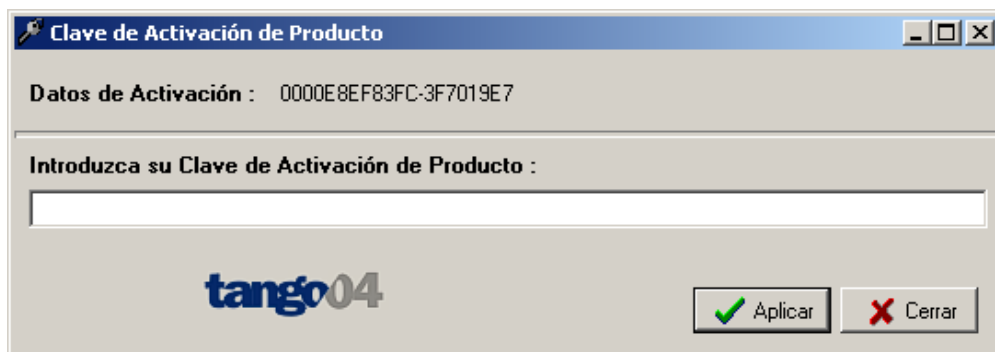 Clave de Activación de Producto
Datos de Activación : 0000E8EF83FC-3F7019E7
Introduzca su Clave de Activación de Producto :
tango04
Aplicar Cerrar